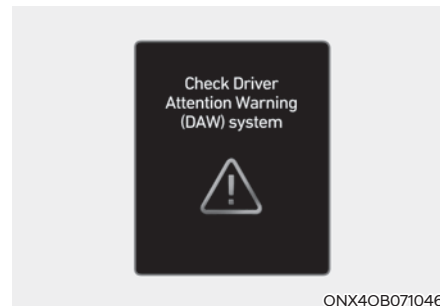 Check Driver
Attention Warning
(DAW) system
ONX4OB071046